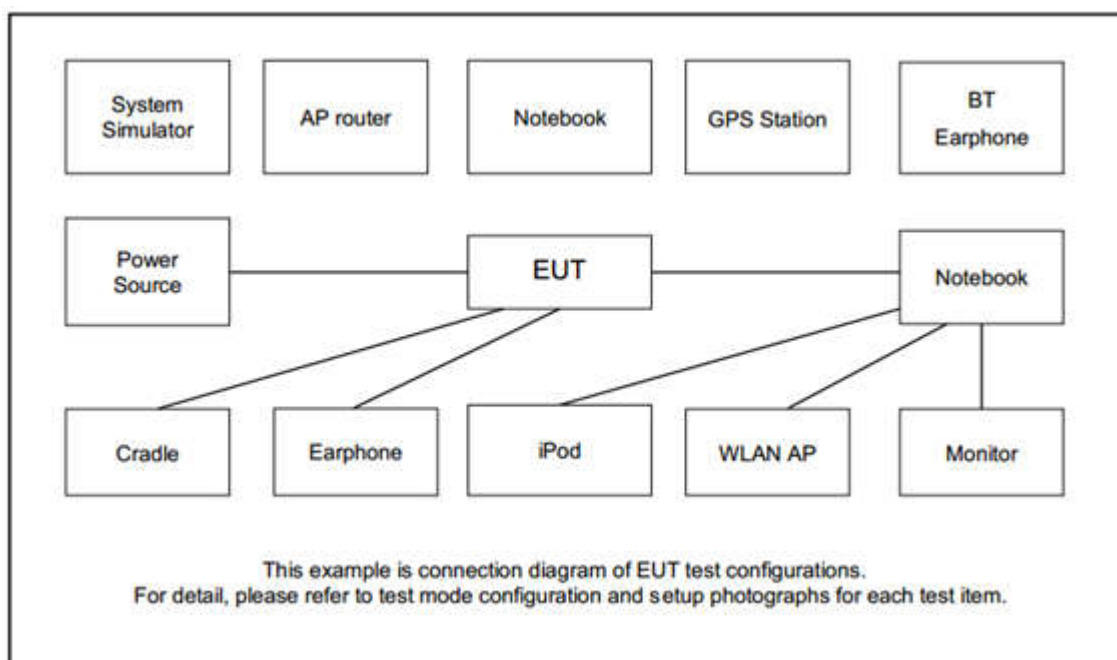 System
Simulator
AP router
Notebook
GPS Station
BT
Earphone
Power
Source
EUT
Notebook
Cradle
Earphone
iPod
WLAN AP
Monitor
This example is connection diagram of EUT test configurations.
For detail, please refer to test mode configuration and setup photographs for each test item.